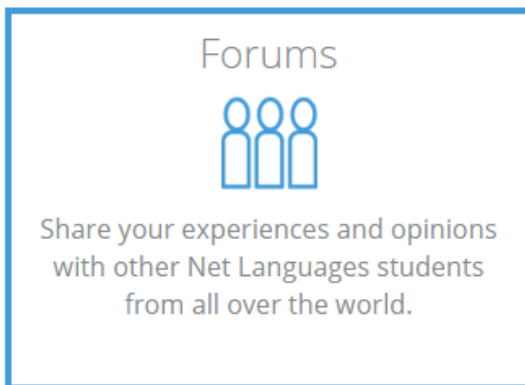 Forums
Share your experiences and opinions
with other Net Languages students
from all over the world.